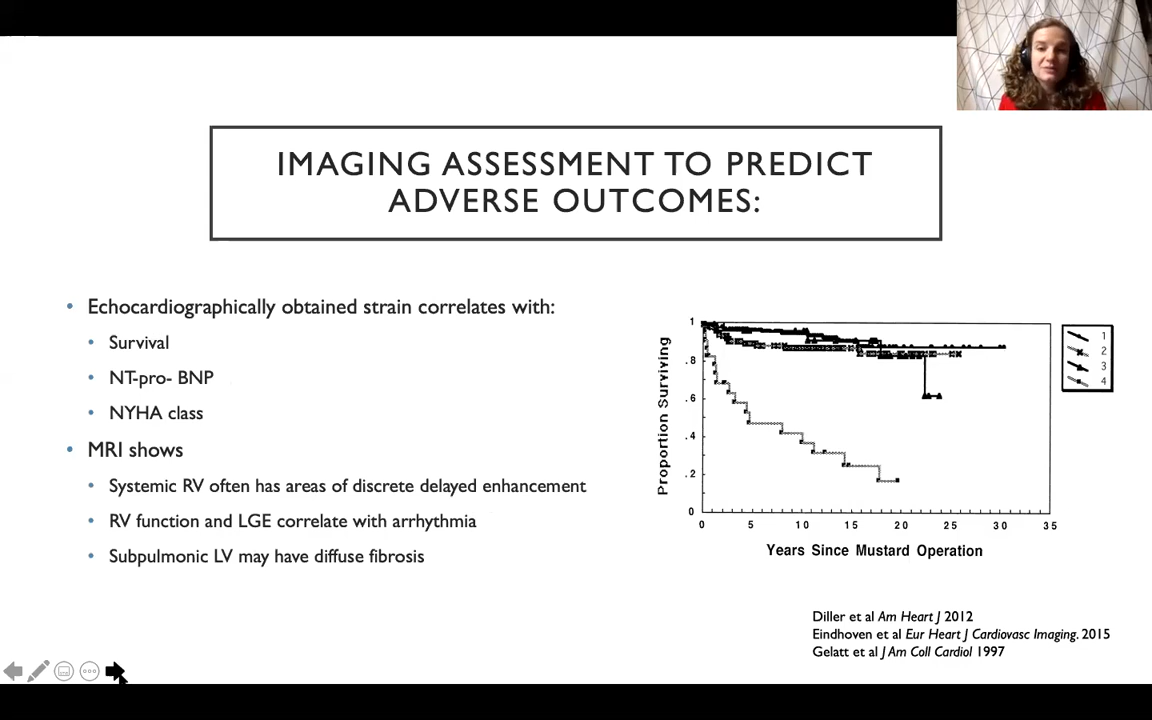 IMAGING ASSESSMENT TO PREDICT
ADVERSE OUTCOMES:
• Echocardiographically obtained strain correlates with:
• Survival
• NT-pro- BNP
• NYHA class
• MRI shows
• Systemic RV often has areas of discrete delayed enhancement
• RV function and LGE correlate with arrhythmia
• Subpulmonic LV may have diffuse fibrosis
Proportion Surviving
1
.8
.6
.4
.2
0
0 5 10 15 20 25 30 35
Years Since Mustard Operation
1
2
3
4
Diller et al Am Heart J 2012
Eindhoven et al Eur Heart J Cardiovasc Imaging. 2015
Gelatt et al J Am Coll Cardiol 1997